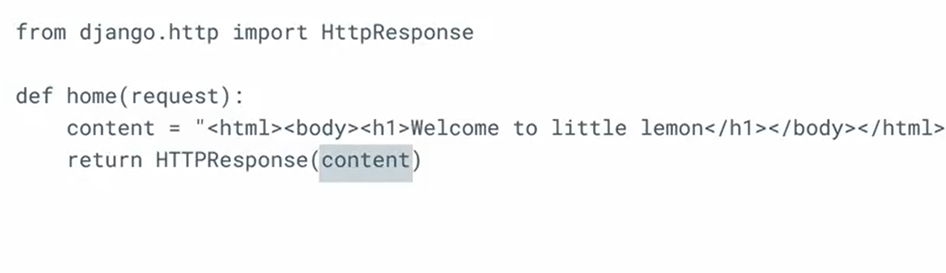 from django.http import HttpResponse
def home(request):
    content = "<html><body><h1>Welcome to little lemon</h1></body></html>
    return HTTPResponse(content)